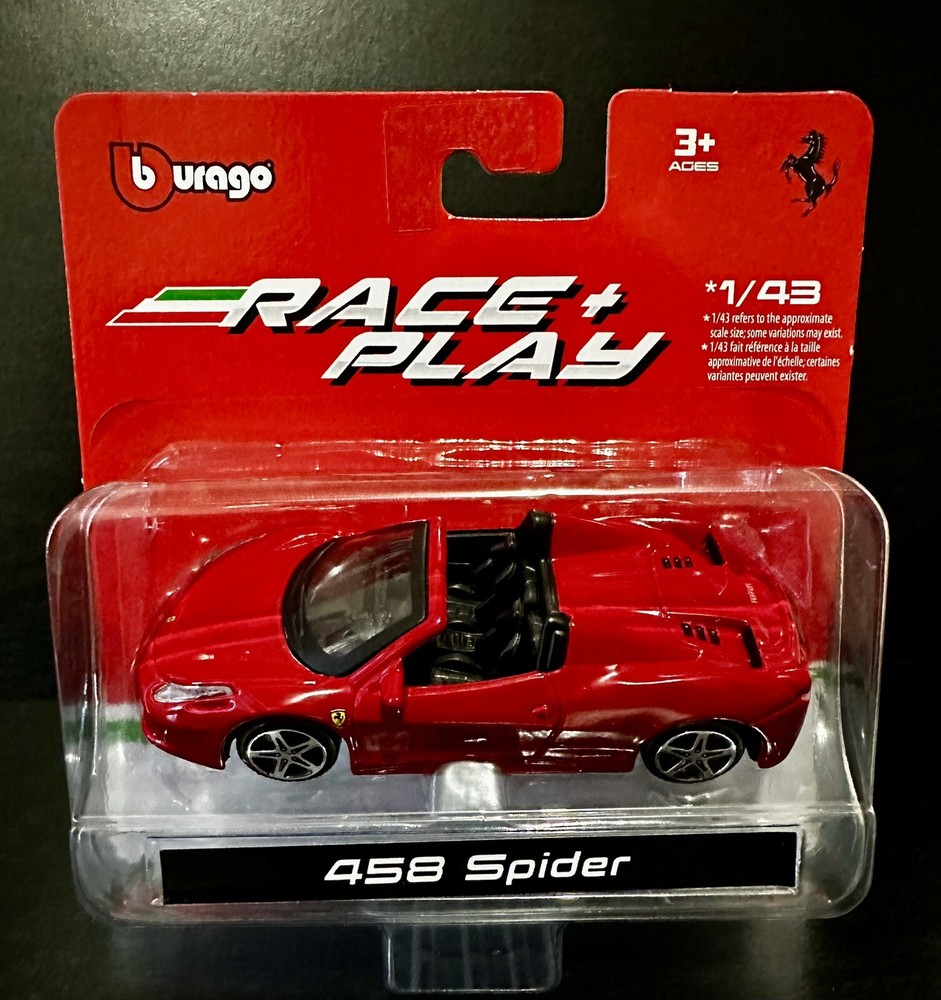 burago
3+
AGES
RACE +
PLAY
*1/43
★1/43 refers to the approximate
scale size; some variations may exist.
★1/43 fait référence à la taille
approximative de l'échelle; certaines
variantes peuvent exister.
458 Spider